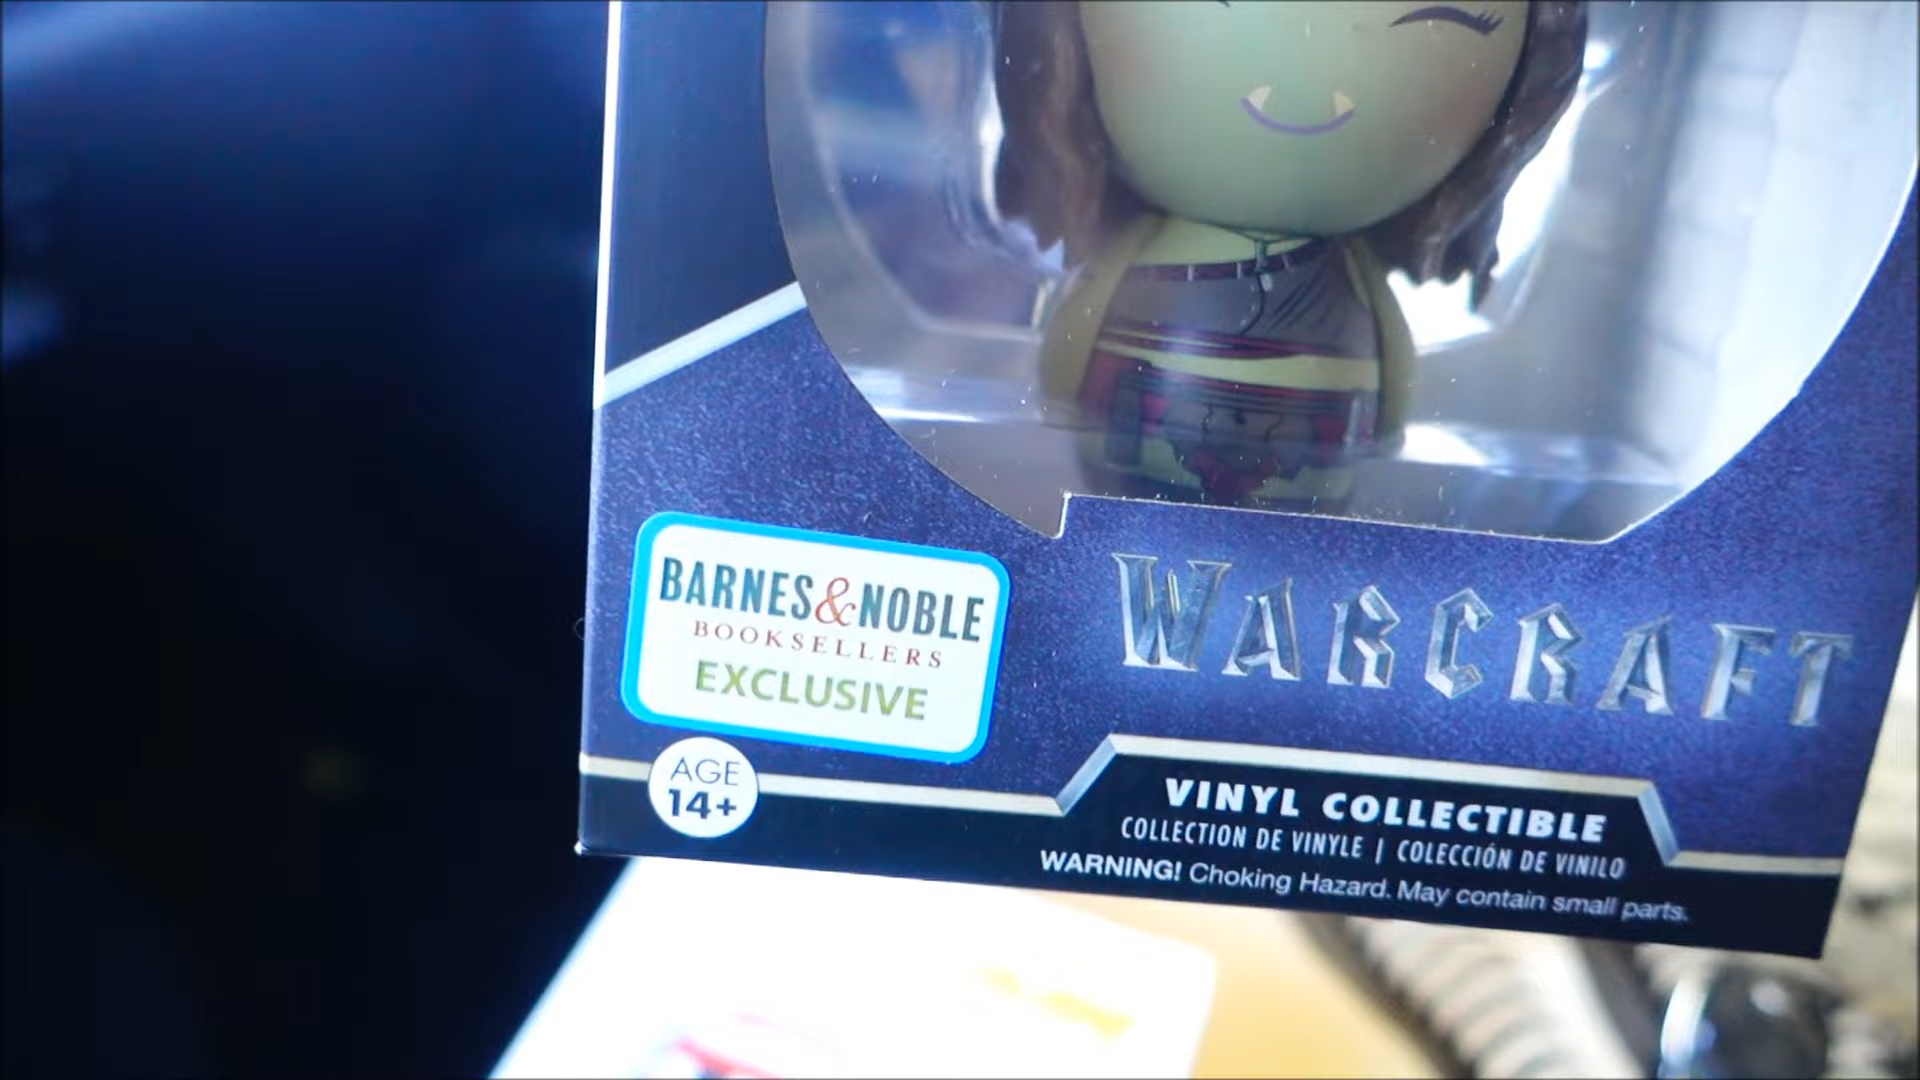 BARNES&NOBLE
BOOKSELLERS
EXCLUSIVE
WARCRAFT
AGE
14+
VINYL COLLECTIBLE
COLLECTION DE VINYLE | COLECCIÓN DE VINILO
WARNING! Choking Hazard. May contain small parts.